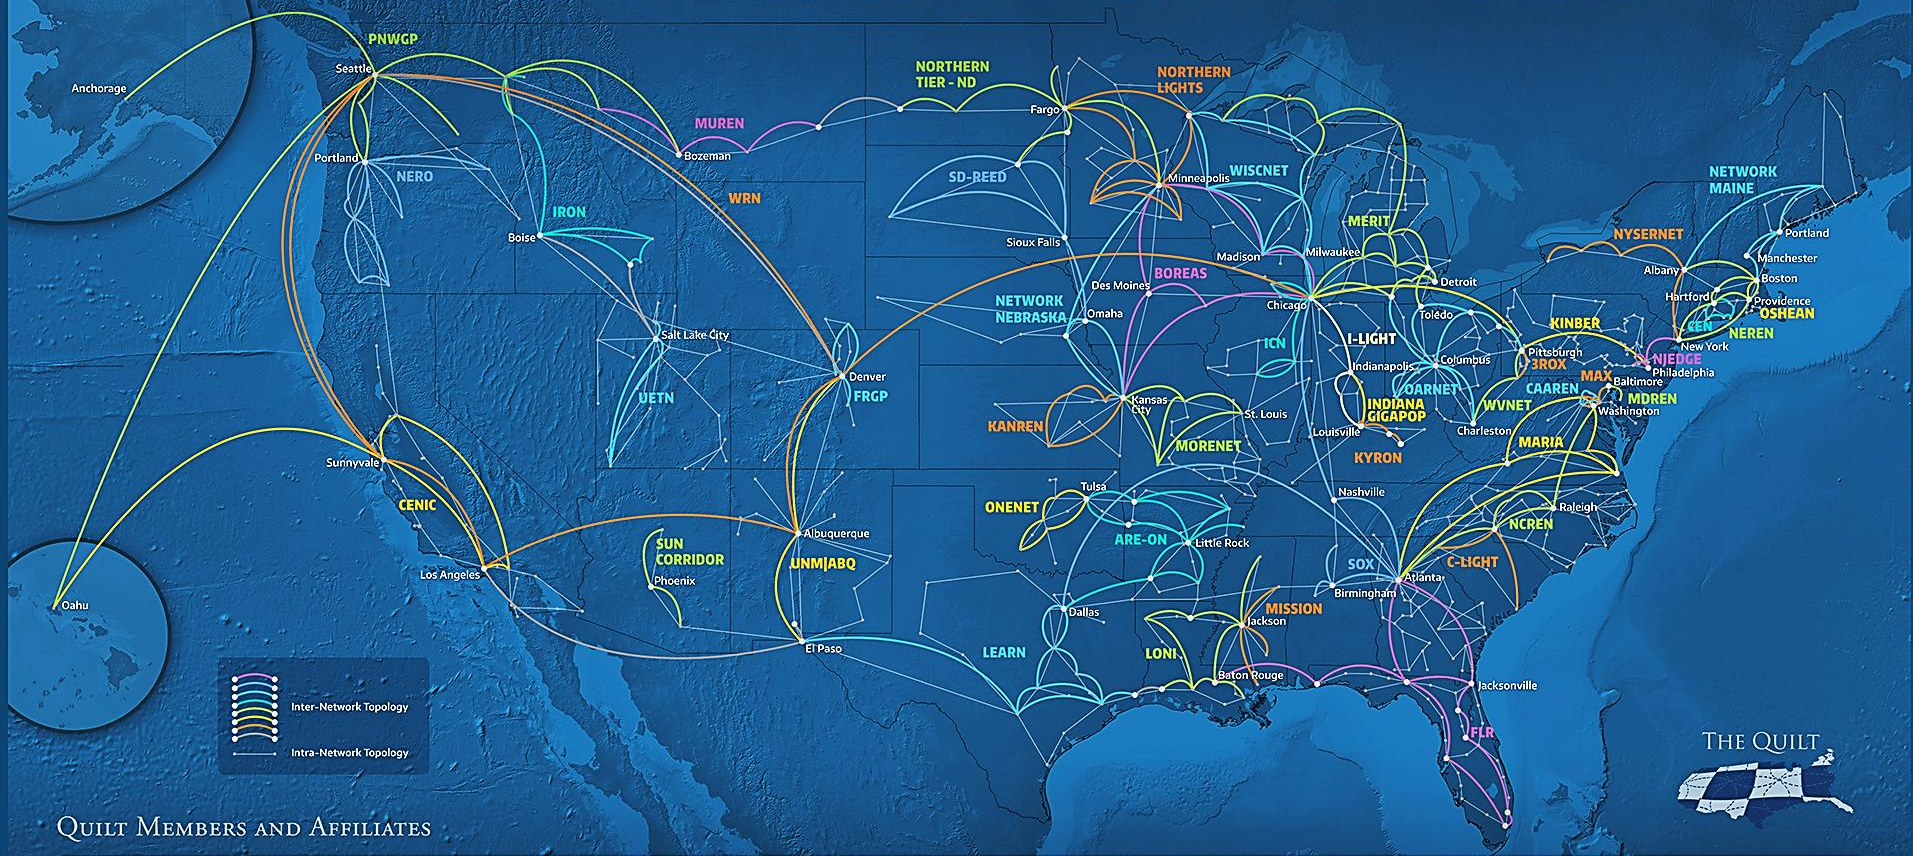 PNWGP
Seattle
Anchorage
NORTHERN
TIER - ND
NORTHERN
LIGHTS
Fargo
MUREN
Bozeman
Portland
NERO
SD-REED
Minneapolis
WISCNET
NETWORK
MAINE
WRN
IRON
Boise
Sioux Falls
MERIT
Madison
Milwaukee
NYSERNET
Portland
Manchester
Albany
Boston
BOREAS
Des Moines
Detroit
Chicago
Hartford
Providence
OSHEAN
NETWORK
NEBRASKA
Omaha
Toledo
KINBER
CEN
NEREN
Salt Lake City
ICN
I-LIGHT
New York
Pittsburgh
3ROX
NJEDGE
Philadelphia
Indianapolis
Columbus
Denver
FRGP
UETN
OARNET
CAAREN
MAX
Baltimore
MDREN
Washington
Kansas
City
St. Louis
INDIANA
GIGAPOP
WVNET
KANREN
MORENET
Louisville
Charleston
KYRON
MARIA
Sunnyvale
CENIC
Tulsa
Nashville
ONENET
ARE-ON
Little Rock
Raleigh
NCREN
Albuquerque
SUN
CORRIDOR
UNM|ABQ
Los Angeles
Phoenix
SOX
Atlanta
C-LIGHT
Birmingham
Oahu
Dallas
MISSION
Jackson
El Paso
LEARN
LONI
Baton Rouge
Jacksonville
FLR
Inter-Network Topology
Intra-Network Topology
THE QUILT
QUILT MEMBERS AND AFFILIATES